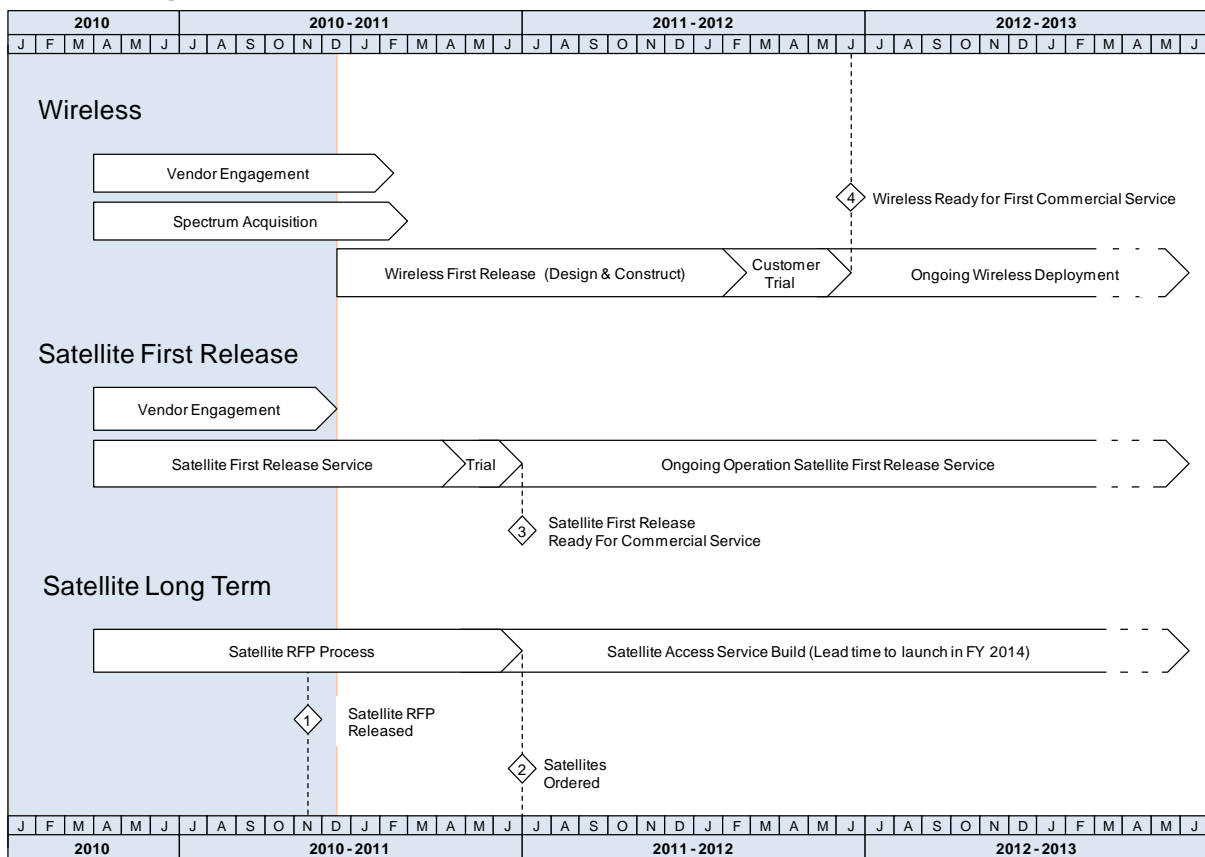 2010 2010 - 2011 2011 - 2012 2012 - 2013
J F M A M J J A S O N D J F M A M J J A S O N D J F M A M J J A S O N D J F M A M J
Wireless
Vendor Engagement
Spectrum Acquisition
4 Wireless Ready for First Commercial Service
Wireless First Release (Design & Construct)
Customer
Trial
Ongoing Wireless Deployment
Satellite First Release
Vendor Engagement
Satellite First Release Service
Trial
Ongoing Operation Satellite First Release Service
3
Satellite First Release
Ready For Commercial Service
Satellite Long Term
Satellite RFP Process
Satellite Access Service Build (Lead time to launch in FY 2014)
1
Satellite RFP
Released
2
Satellites
Ordered
J F M A M J J A S O N D J F M A M J J A S O N D J F M A M J J A S O N D J F M A M J
2010 2010 - 2011 2011 - 2012 2012 - 2013